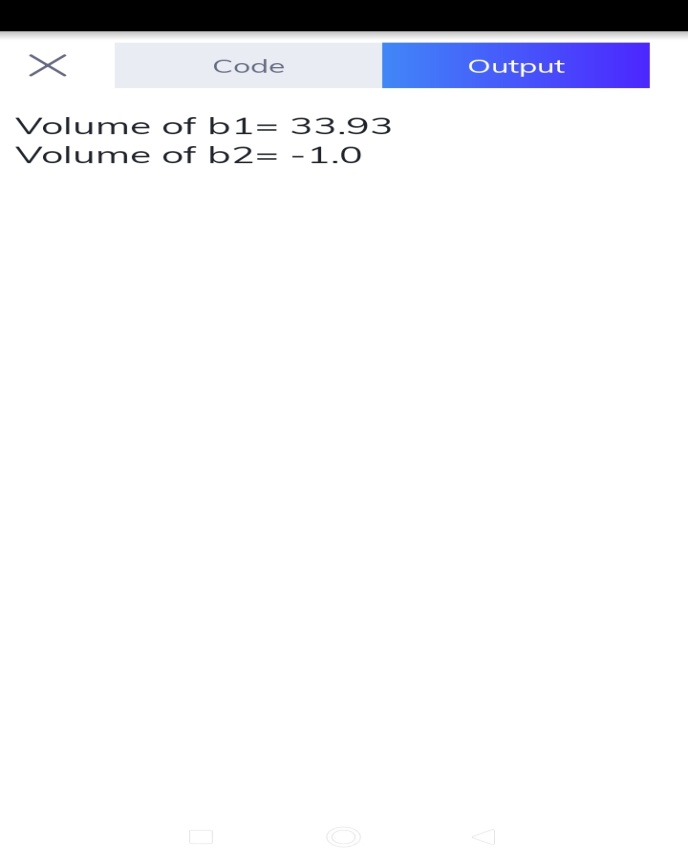 Code Output
Volume of b1= 33.93
Volume of b2= -1.0